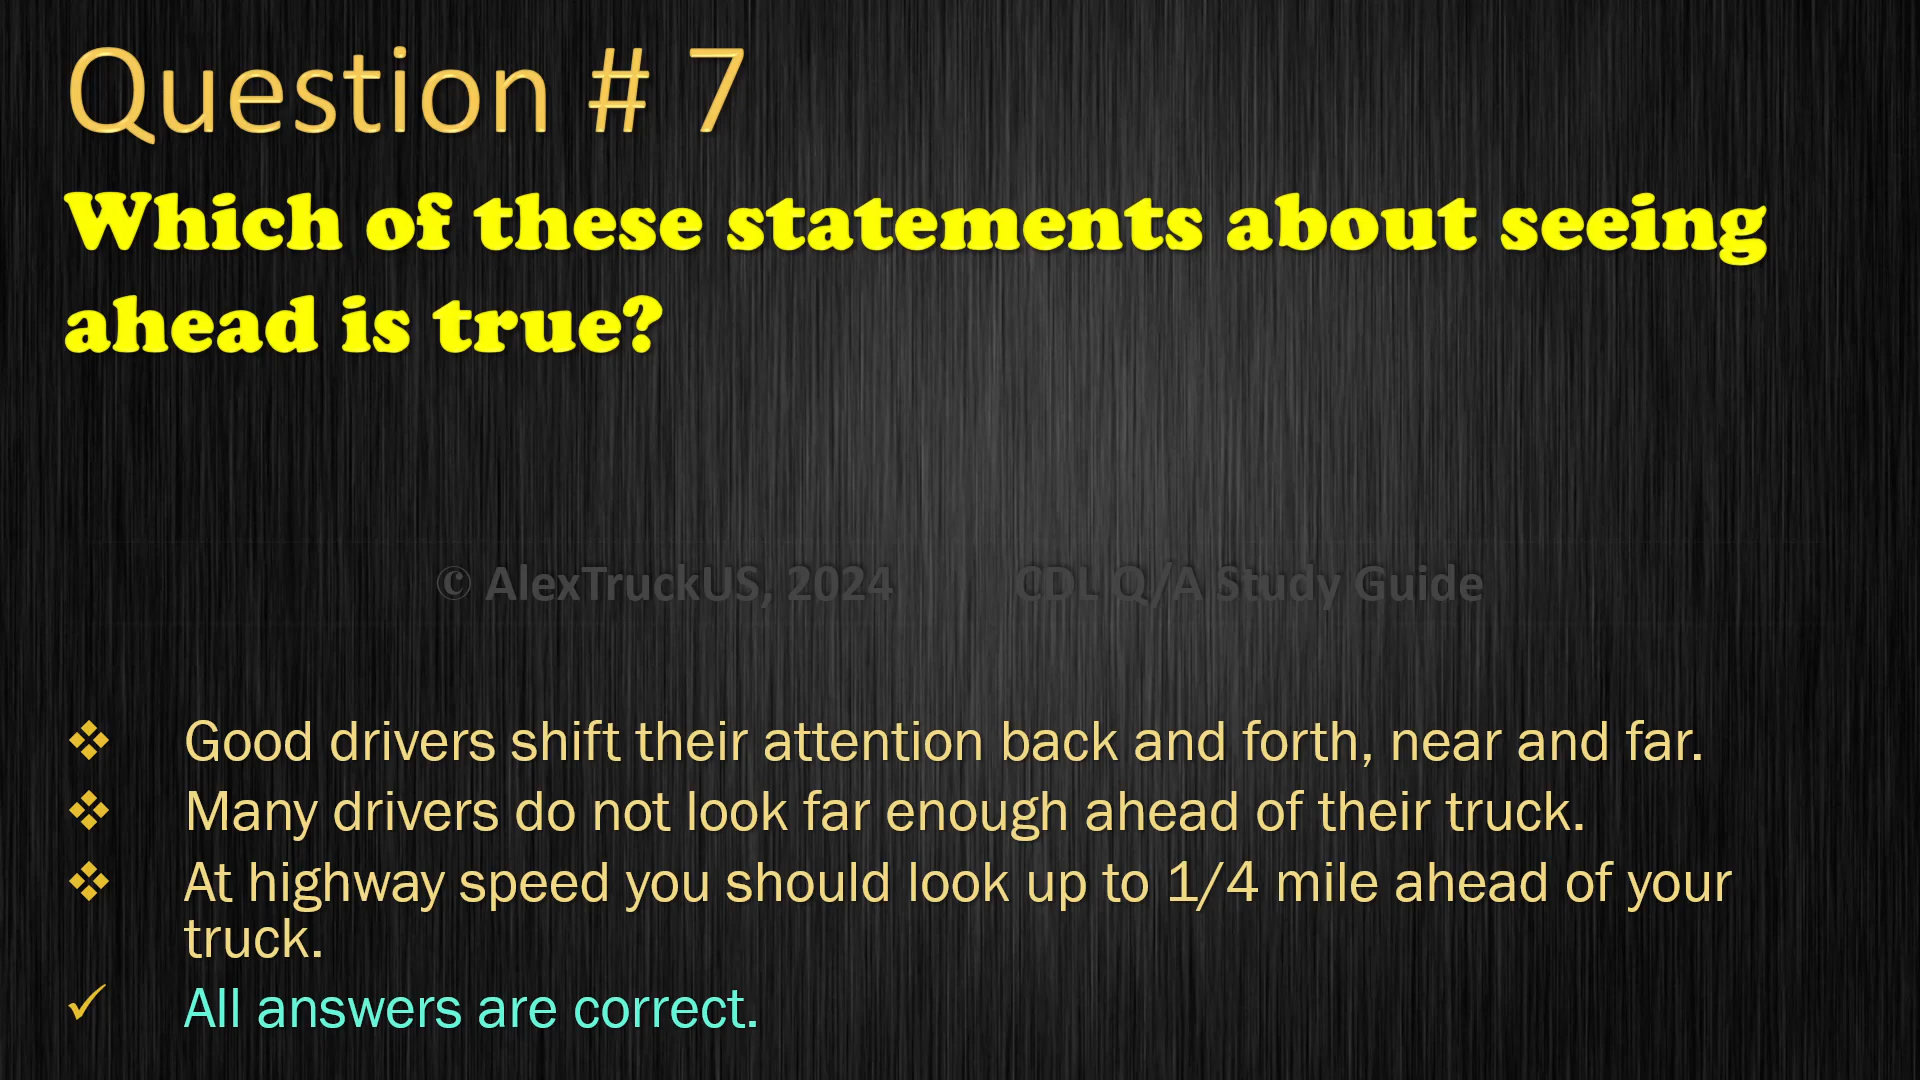 Question # 7
Which of these statements about seeing
ahead is true?
© AlexTruckUS, 2024 CDL Q/A Study Guide
❖ Good drivers shift their attention back and forth, near and far.
❖ Many drivers do not look far enough ahead of their truck.
❖ At highway speed you should look up to 1/4 mile ahead of your
truck.
✓ All answers are correct.